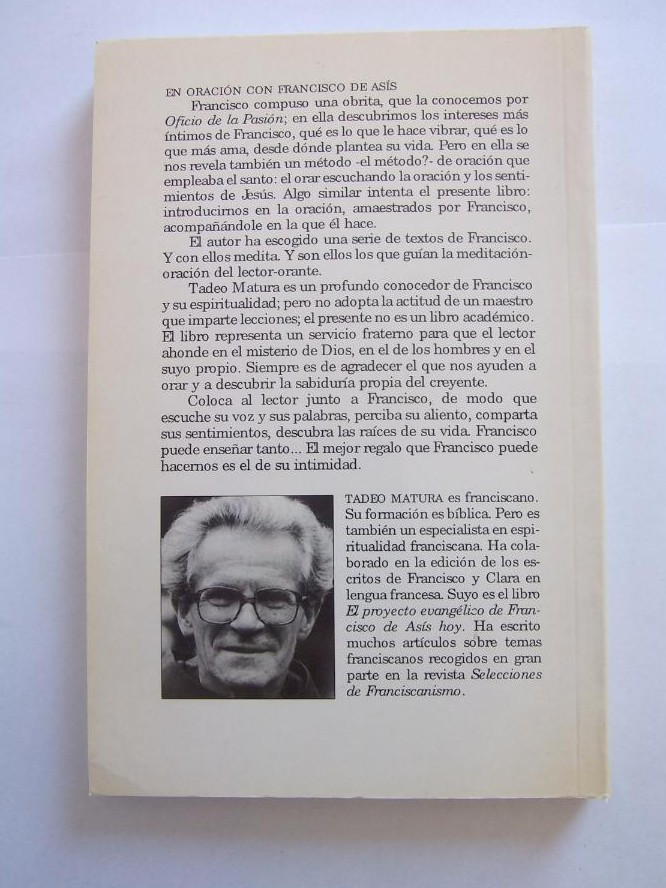 EN ORACIÓN CON FRANCISCO DE ASÍS
Francisco compuso una obrita, que la conocemos por
Oficio de la Pasión; en ella descubrimos los intereses más
íntimos de Francisco, qué es lo que le hace vibrar, qué es lo
que más ama, desde dónde plantea su vida. Pero en ella se
nos revela también un método -el método?- de oración que
empleaba el santo: el orar escuchando la oración y los senti-
mientos de Jesús. Algo similar intenta el presente libro:
introducirnos en la oración, amaestrados por Francisco,
acompañándole en la que él hace.
El autor ha escogido una serie de textos de Francisco.
Y con ellos medita. Y son ellos los que guían la meditación-
oración del lector-orante.
Tadeo Matura es un profundo conocedor de Francisco
y su espiritualidad; pero no adopta la actitud de un maestro
que imparte lecciones; el presente no es un libro académico.
El libro representa un servicio fraterno para que el lector
ahonde en el misterio de Dios, en el de los hombres y en el
suyo propio. Siempre es de agradecer el que nos ayuden a
orar y a descubrir la sabiduría propia del creyente.
Coloca al lector junto a Francisco, de modo que
escuche su voz y sus palabras, perciba su aliento, comparta
sus sentimientos, descubra las raíces de su vida. Francisco
puede enseñar tanto... El mejor regalo que Francisco puede
hacernos es el de su intimidad.
TADEO MATURA es franciscano.
Su formación es bíblica. Pero es
también un especialista en espi-
ritualidad franciscana. Ha cola-
borado en la edición de los es-
critos de Francisco y Clara en
lengua francesa. Suyo es el libro
El proyecto evangélico de Fran-
cisco de Asís hoy. Ha escrito
muchos artículos sobre temas
franciscanos recogidos en gran
parte en la revista Selecciones
de Franciscanismo.